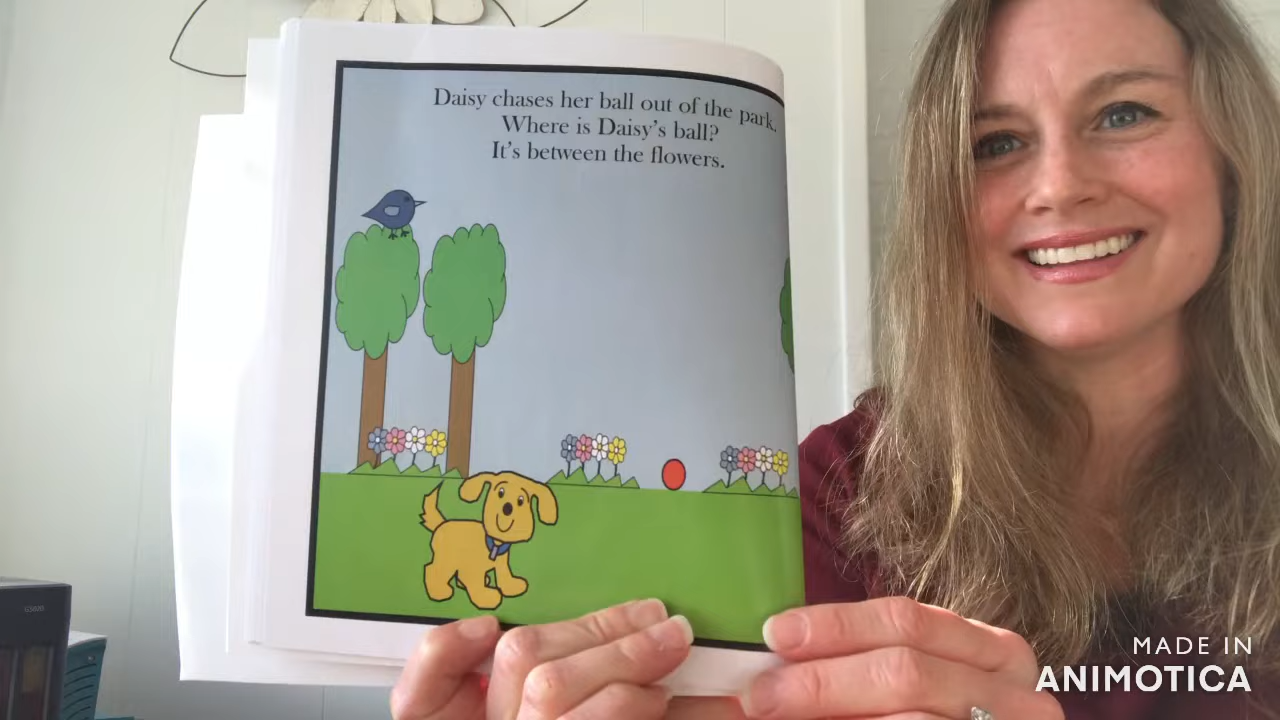 Daisy chases her ball out of the park.
Where is Daisy's ball?
It's between the flowers.
MADE IN
ANIMOTICA